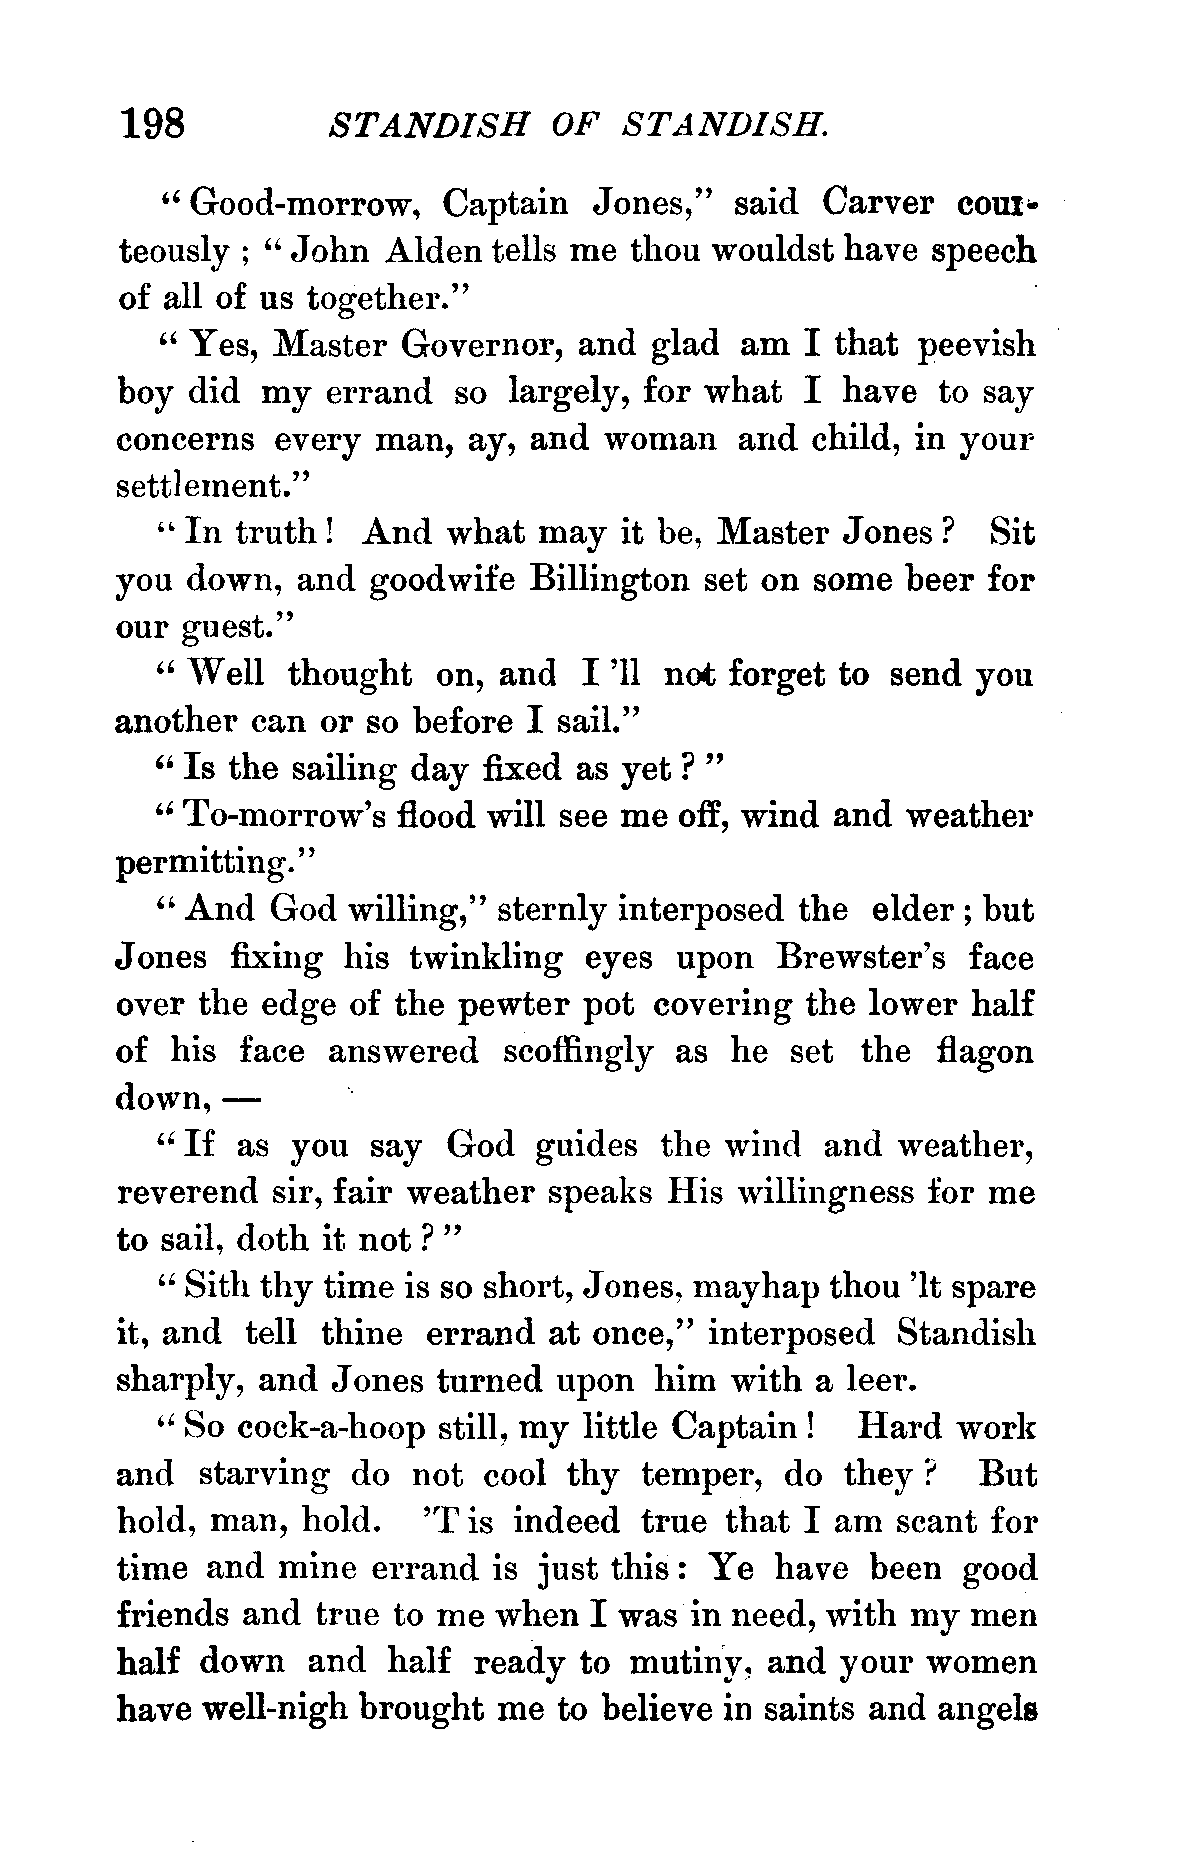 198 STANDISH OF STANDISH.
“Good-morrow, Captain Jones,” said Carver cour-
teously ; “John Alden tells me thou wouldst have speech
of all of us together.”
“Yes, Master Governor, and glad am I that peevish
boy did my errand so largely, for what I have to say
concerns every man, ay, and woman and child, in your
settlement.”
“In truth! And what may it be, Master Jones? Sit
you down, and goodwife Billington set on some beer for
our guest.”
“Well thought on, and I 'll not forget to send you
another can or so before I sail.”
“Is the sailing day fixed as yet?”
“To-morrow's flood will see me off, wind and weather
permitting.”
“And God willing,” sternly interposed the elder; but
Jones fixing his twinkling eyes upon Brewster's face
over the edge of the pewter pot covering the lower half
of his face answered scoffingly as he set the flagon
down, —
“If as you say God guides the wind and weather,
reverend sir, fair weather speaks His willingness for me
to sail, doth it not?”
“Sith thy time is so short, Jones, mayhap thou 'lt spare
it, and tell thine errand at once,” interposed Standish
sharply, and Jones turned upon him with a leer.
“So cock-a-hoop still, my little Captain! Hard work
and starving do not cool thy temper, do they? But
hold, man, hold. 'T is indeed true that I am scant for
time and mine errand is just this: Ye have been good
friends and true to me when I was in need, with my men
half down and half ready to mutiny, and your women
have well-nigh brought me to believe in saints and angels